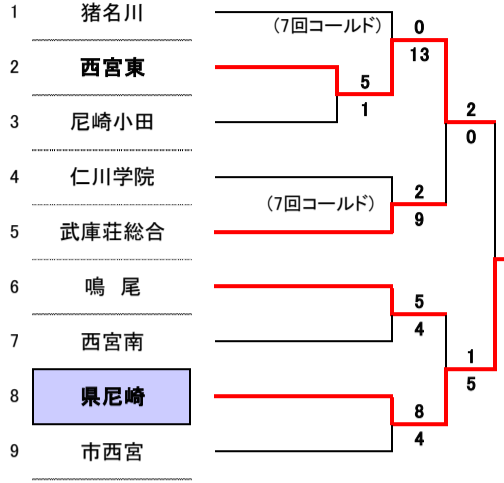 1 猪名川
(7回コールド) 0
13
2 西宮東
5
1
3 尼崎小田
2
0
4 仁川学院
(7回コールド) 2
9
5 武庫荘総合
6 鳴 尾
5
4
7 西宮南
1
5
8 県尼崎
8
4
9 市西宮